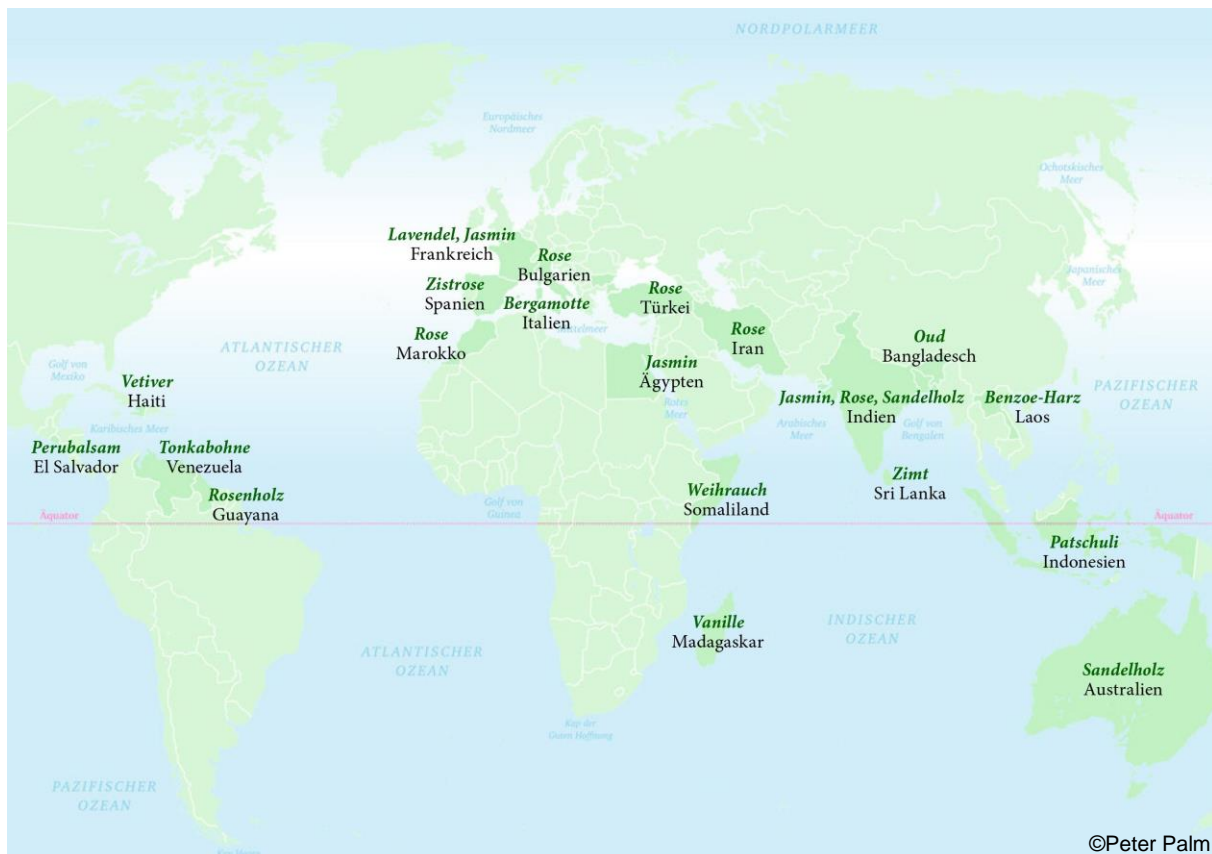 NORDPOLARMEER
Europäisches
Nordmeer
Ochotskisches
Meer
Lavendel, Jasmin
Frankreich
Rose
Bulgarien
Japanisches
Meer
Zistrose
Spanien
Bergamotte
Italien
Rose
Türkei
Rose
Marokko
Rose
Iran
Oud
Bangladesch
ATLANTISCHER
OZEAN
Golf von
Mexiko
Jasmin
Ägypten
Vetiver
Haiti
Jasmin, Rose, Sandelholz
Indien
Benzoe-Harz
Laos
PAZIFISCHER
OZEAN
Rotes
Meer
Arabisches
Meer
Golf von
Bengalen
Karibisches Meer
Perubalsam
El Salvador
Tonkabohne
Venezuela
Zimt
Sri Lanka
Rosenholz
Guayana
Golf von
Guinea
Weihrauch
Somaliland
Äquator
Äquator
Patschuli
Indonesien
Vanille
Madagaskar
INDISCHER
OZEAN
ATLANTISCHER
OZEAN
Sandelholz
Australien
Kap der
Guten Hoffnung
PAZIFISCHER
OZEAN
©Peter Palm